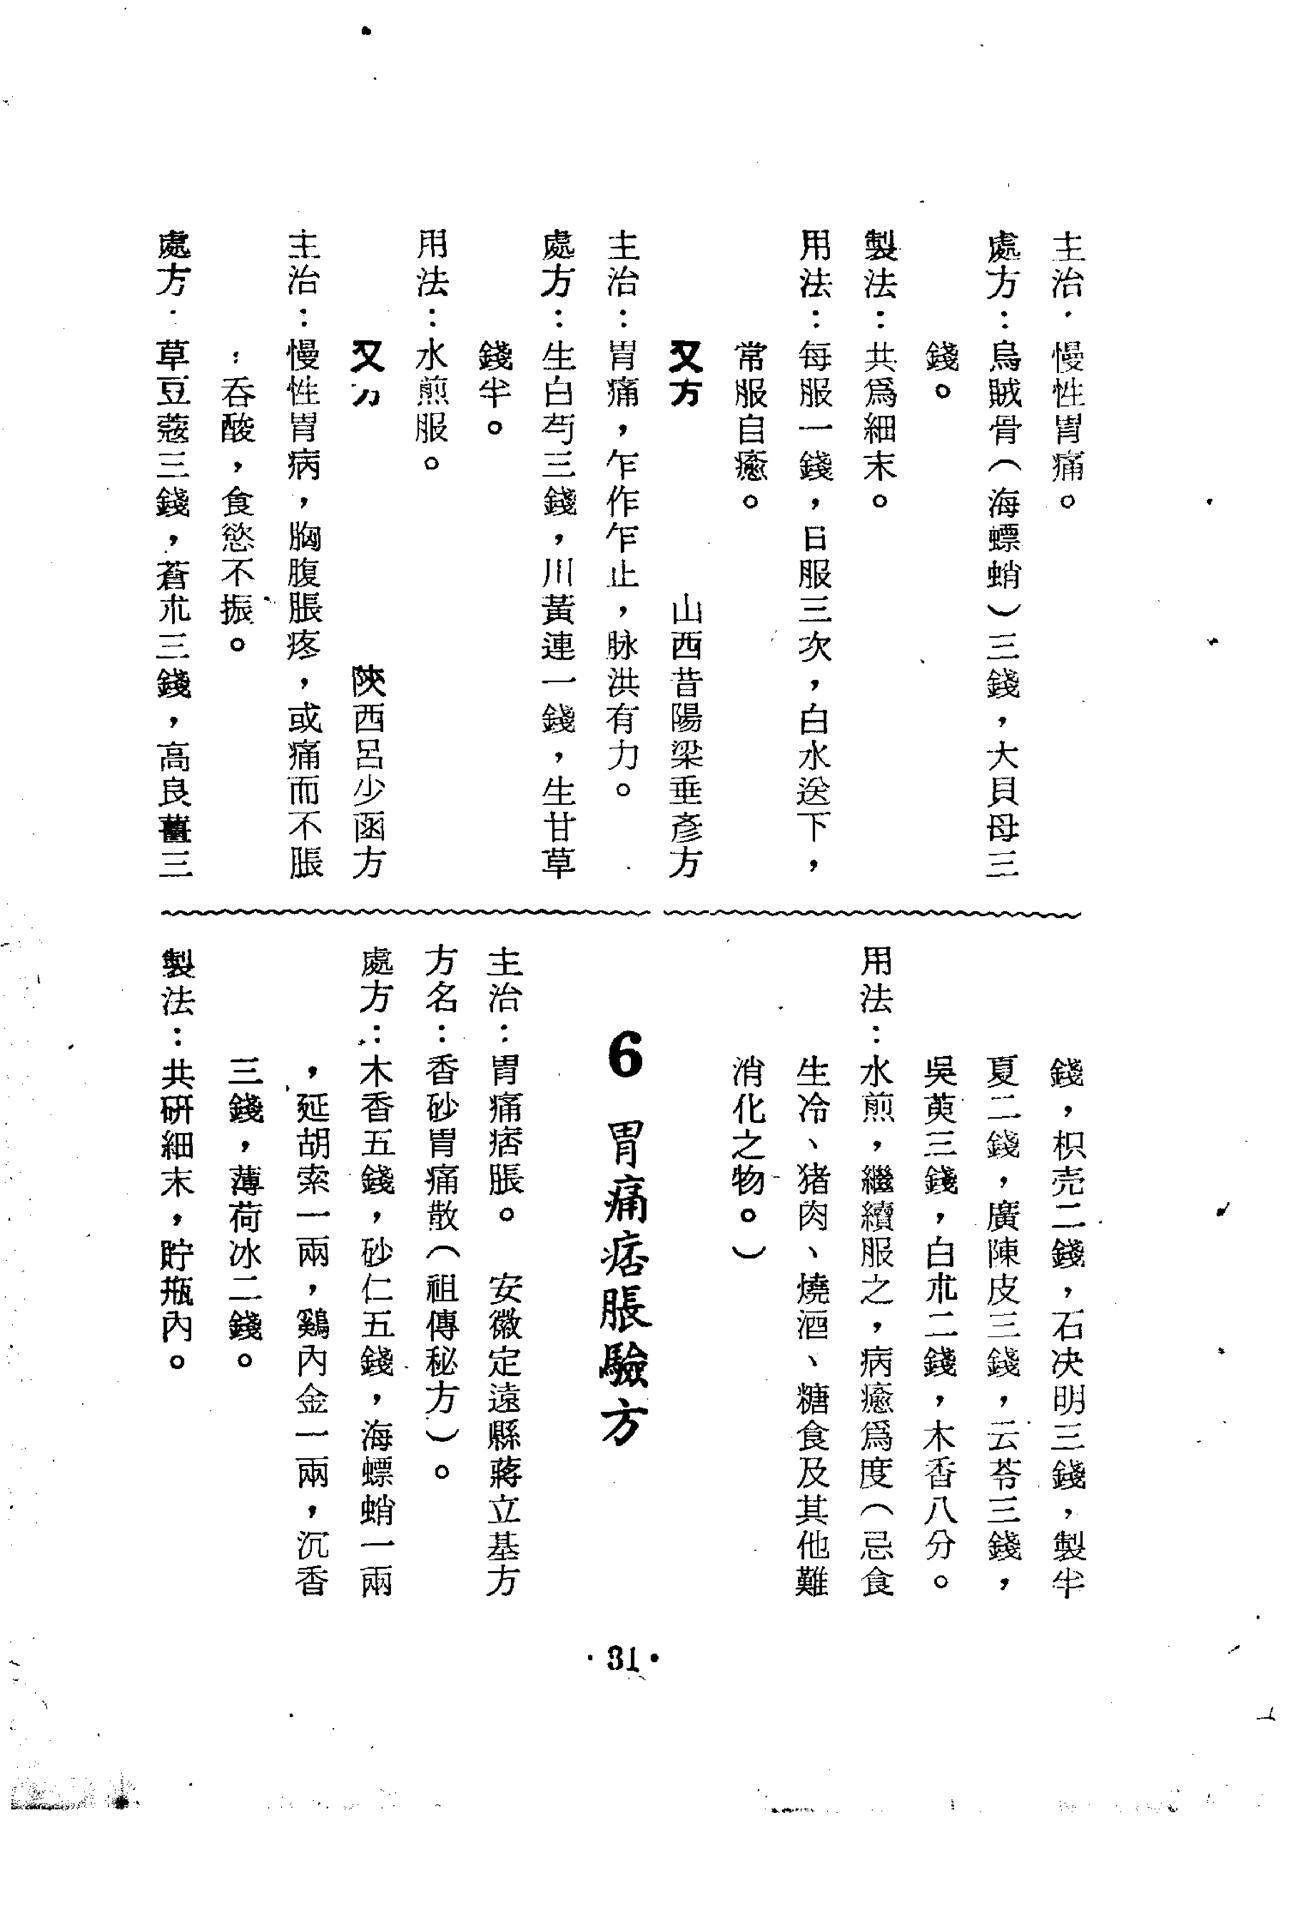 主治：慢性胃痛。
處方：烏賊骨（海螵蛸）三錢，大貝母三
錢。
製法：共爲細末。
用法：每服一錢，日服三次，白水送下，
常服自癒。
又方　山西昔陽梁垂彥方
主治：胃痛，乍作乍止，脉洪有力。
處方：生白芍三錢，川黃連一錢，生甘草
錢半。
用法：水煎服。
又方　陝西呂少函方
主治：慢性胃病，胸腹脹疼，或痛而不脹
；吞酸，食慾不振。
處方：草豆蔻三錢，蒼朮三錢，高良薑三
錢，枳壳二錢，石决明三錢，製半
夏二錢，廣陳皮三錢，云苓三錢，
吳萸三錢，白朮二錢，木香八分。
用法：水煎，繼續服之，病癒爲度（忌食
生冷、猪肉、燒酒、糖食及其他難
消化之物。）
6 胃痛痞脹驗方
主治：胃痛痞脹。　安徽定遠縣蔣立基方
方名：香砂胃痛散（祖傳秘方）。
處方：木香五錢，砂仁五錢，海螵蛸一兩
，延胡索一兩，鷄內金一兩，沉香
三錢，薄荷冰二錢。
製法：共研細末，貯瓶內。
·31·